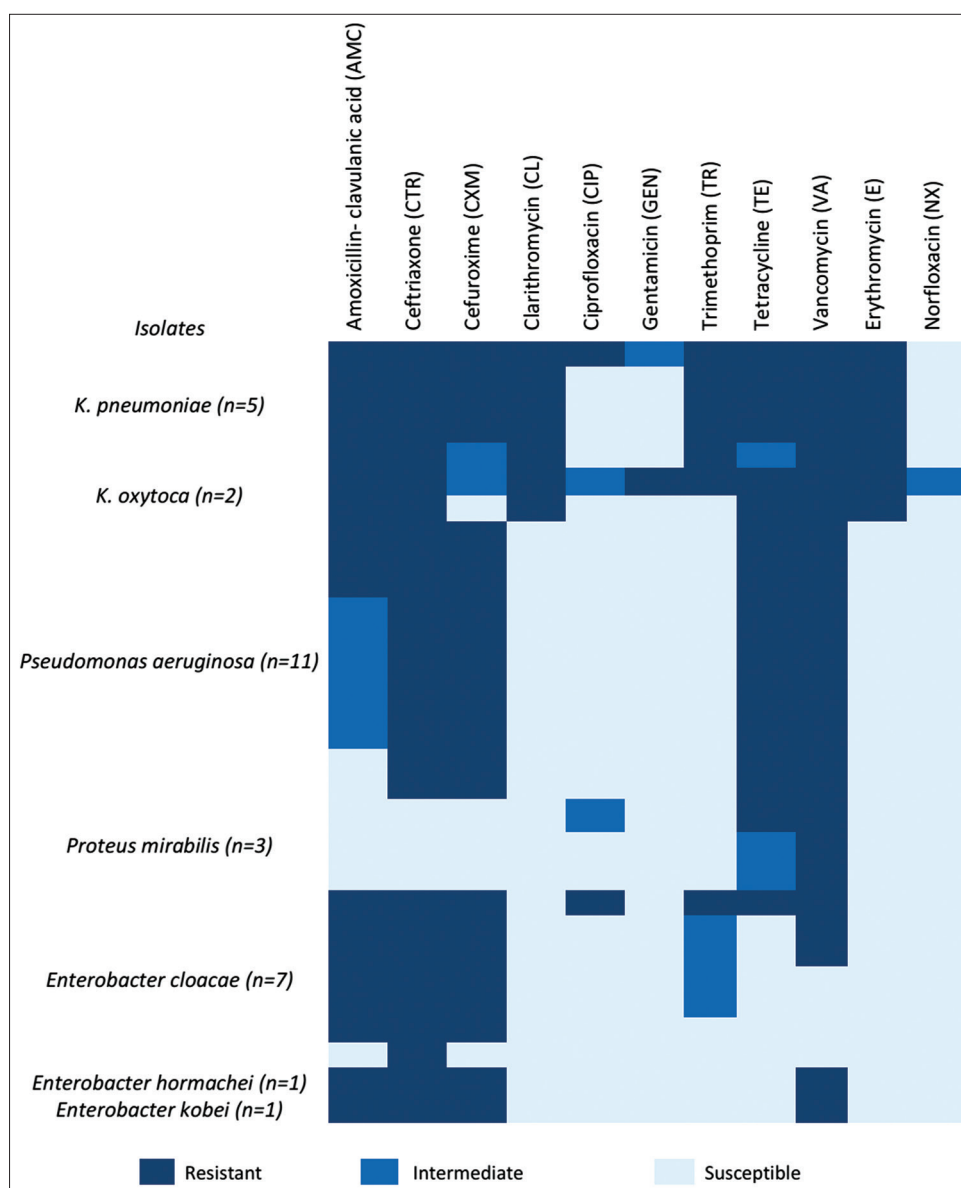 Amoxicillin- clavulanic acid (AMC)
Ceftriaxone (CTR)
Cefuroxime (CXM)
Clarithromycin (CL)
Ciprofloxacin (CIP)
Gentamicin (GEN)
Trimethoprim (TR)
Tetracycline (TE)
Vancomycin (VA)
Erythromycin (E)
Norfloxacin (NX)
Isolates
K. pneumoniae (n=5)
K. oxytoca (n=2)
Pseudomonas aeruginosa (n=11)
Proteus mirabilis (n=3)
Enterobacter cloacae (n=7)
Enterobacter hormachei (n=1)
Enterobacter kobei (n=1)
Resistant
Intermediate
Susceptible